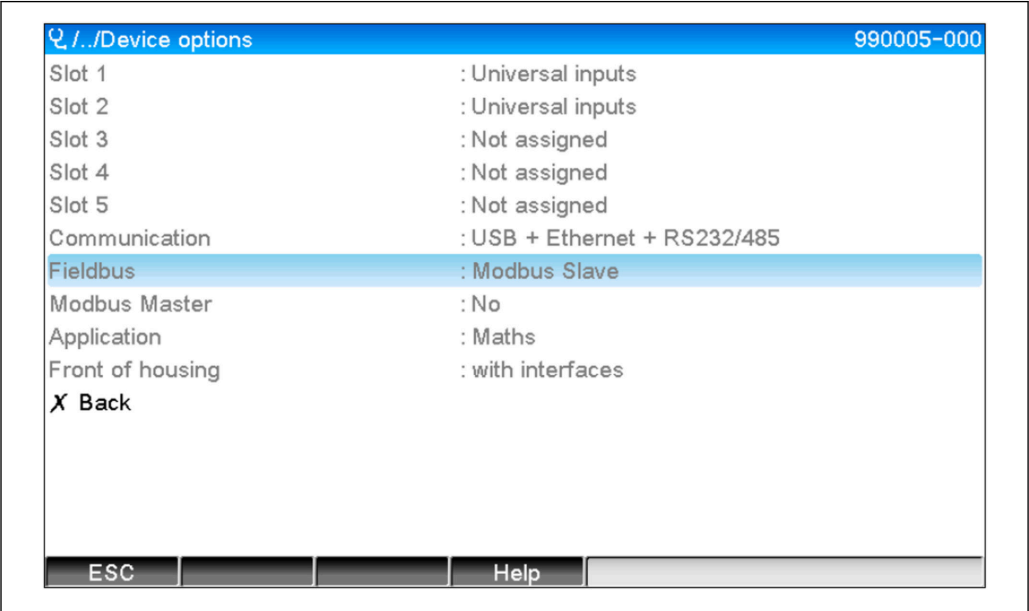 /../Device options 990005-000
Slot 1 : Universal inputs
Slot 2 : Universal inputs
Slot 3 : Not assigned
Slot 4 : Not assigned
Slot 5 : Not assigned
Communication : USB + Ethernet + RS232/485
Fieldbus : Modbus Slave
Modbus Master : No
Application : Maths
Front of housing : with interfaces
X Back
ESC Help